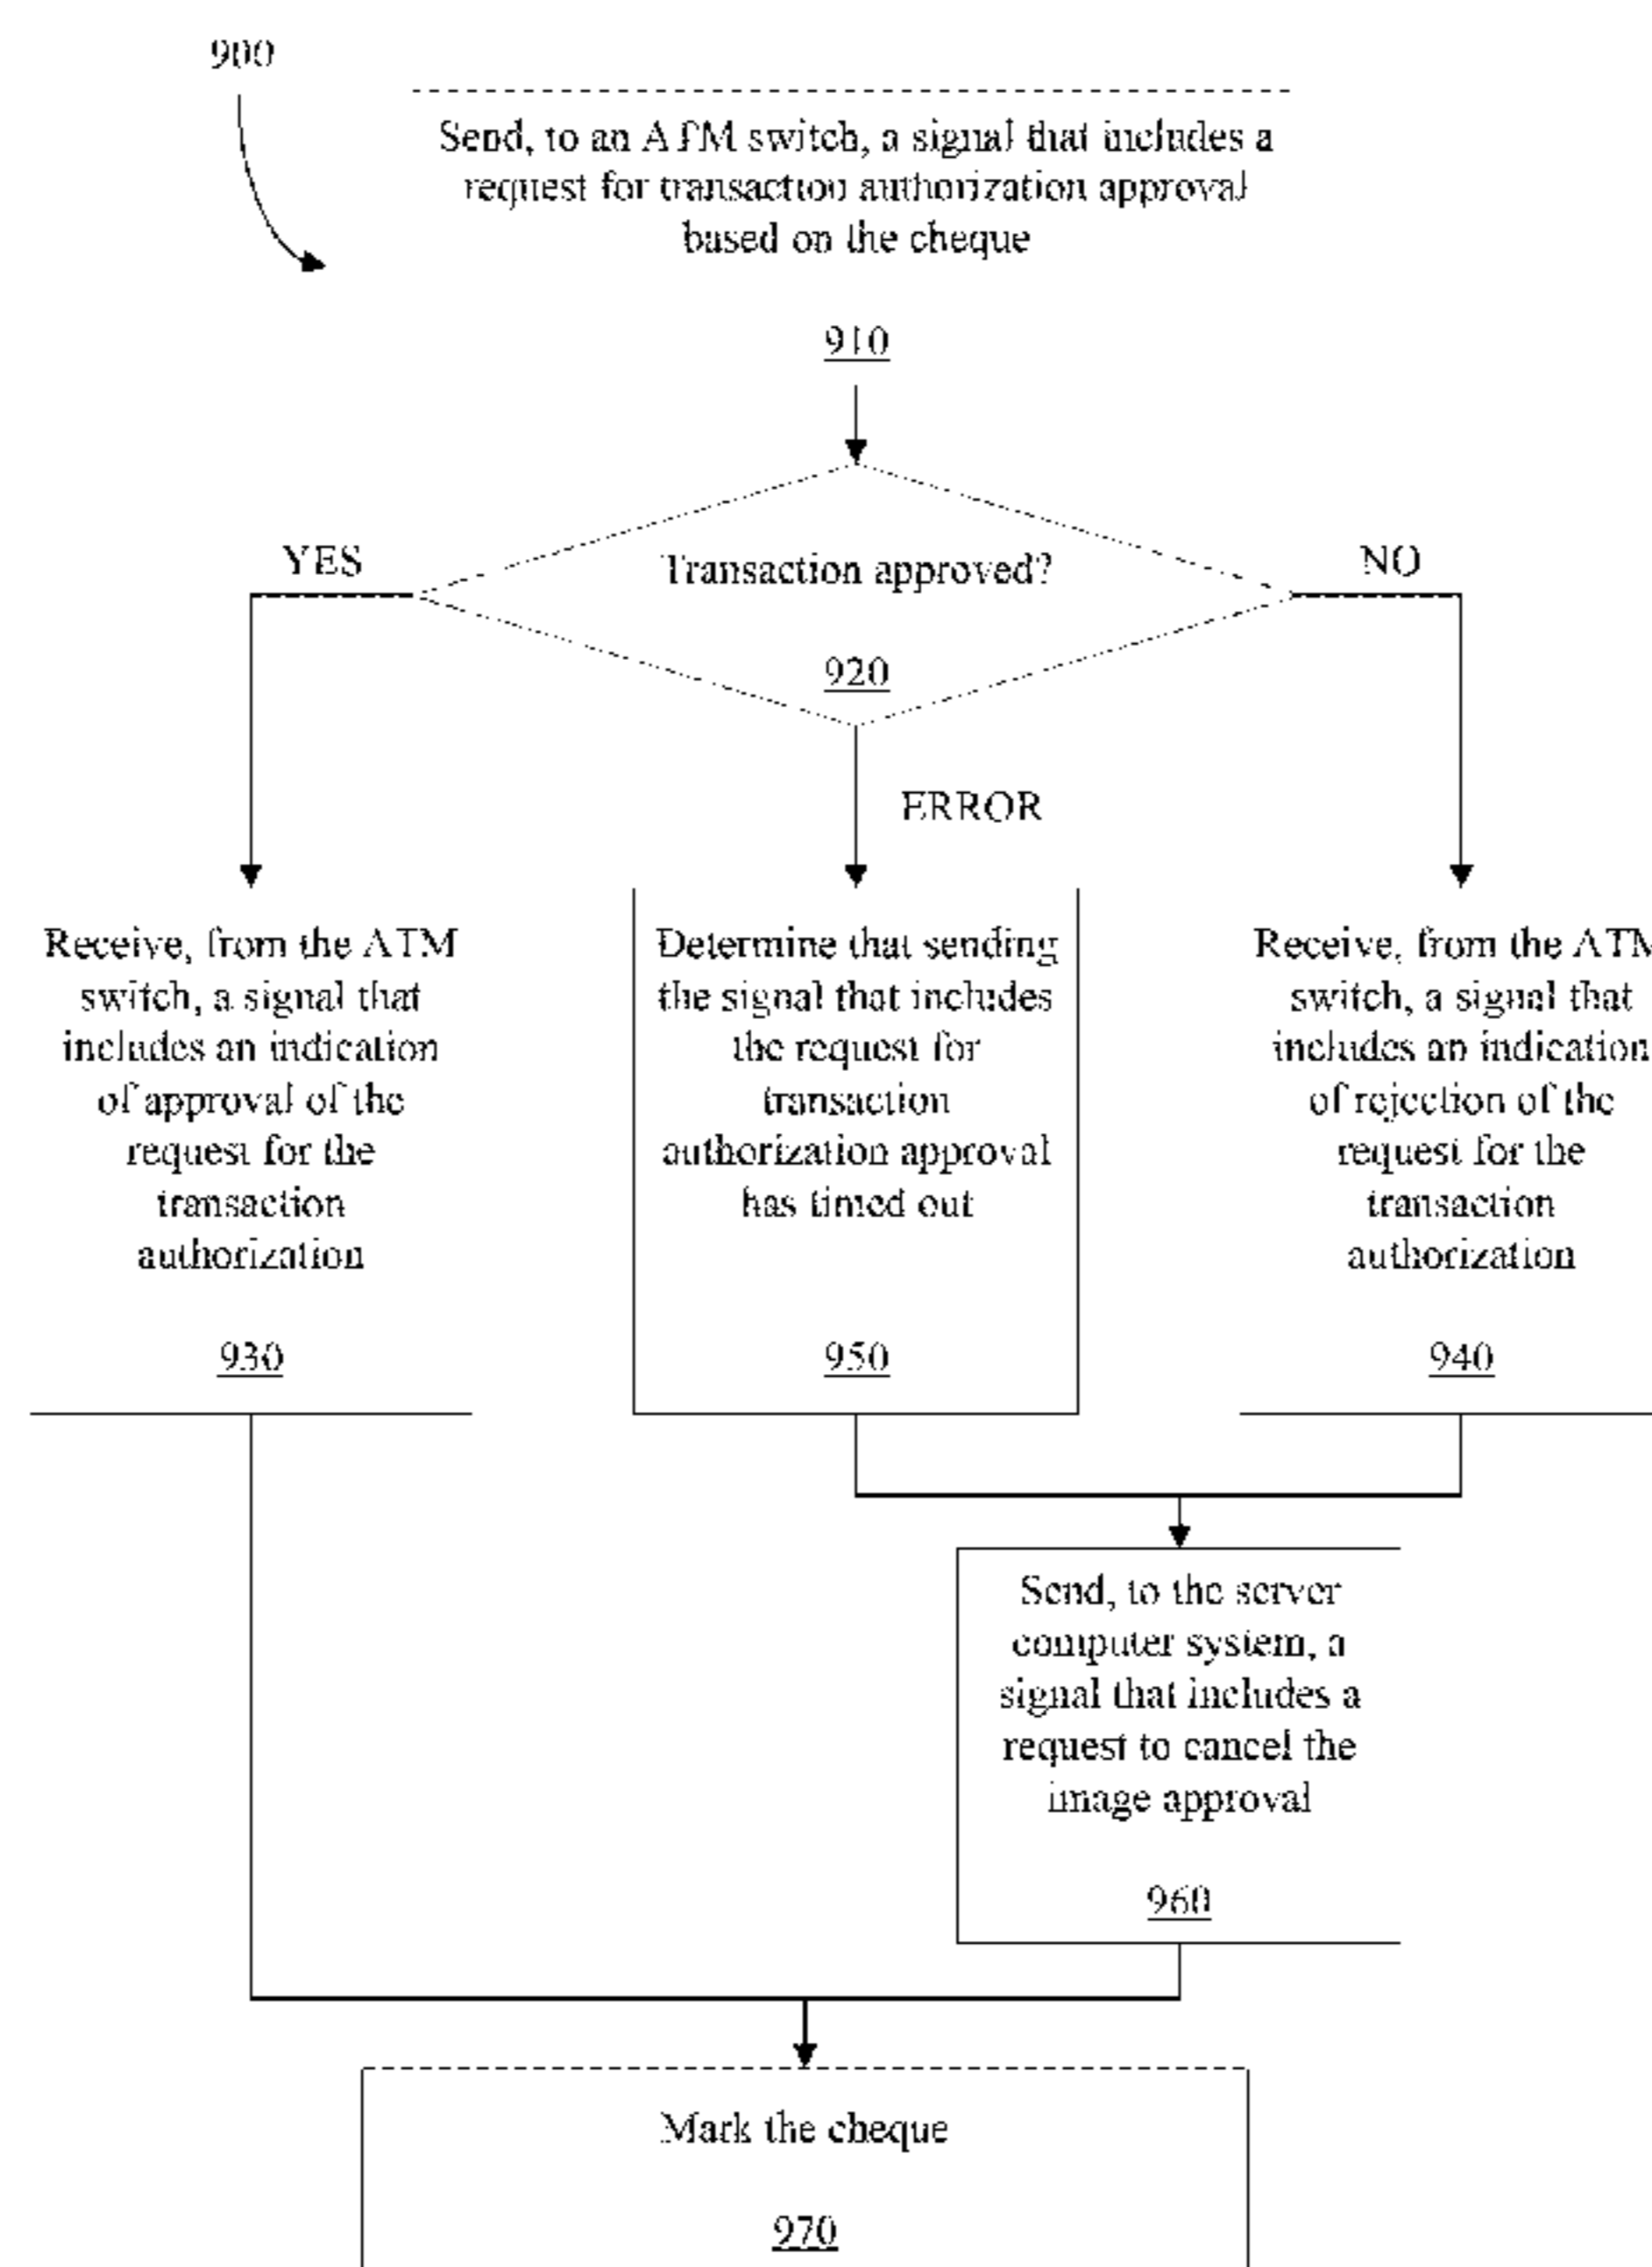 900
Send, to an ATM switch, a signal that includes a
request for transaction authorization approval
based on the cheque
910
YES
Transaction approved?
NO
920
ERROR
Receive, from the ATM
switch, a signal that
includes an indication
of approval of the
request for the
transaction
authorization
930
Determine that sending
the signal that includes
the request for
transaction
authorization approval
has timed out
950
Receive, from the ATM
switch, a signal that
includes an indication
of rejection of the
request for the
transaction
authorization
940
Send, to the server
computer system, a
signal that includes a
request to cancel the
image approval
960
Mark the cheque
970